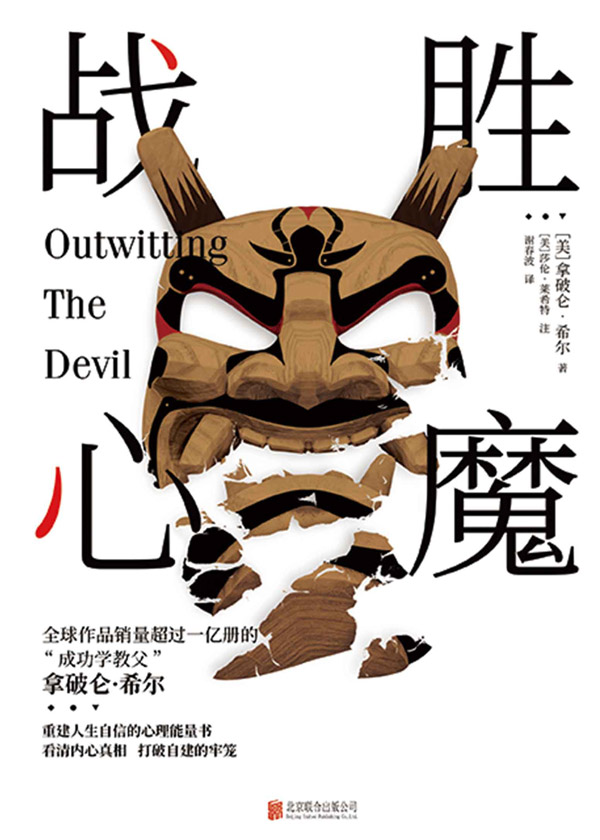 战胜
Outwitting
The
Devil
[美]拿破仑·希尔 著
[美]莎伦·莱希特 注
谢春波 译
心魔
全球作品销量超过一亿册的
“成功学教父”
拿破仑·希尔
重建人生自信的心理能量书
看清内心真相 打破自建的牢笼
北京联合出版公司
Beijing United Publishing Co.,Ltd.